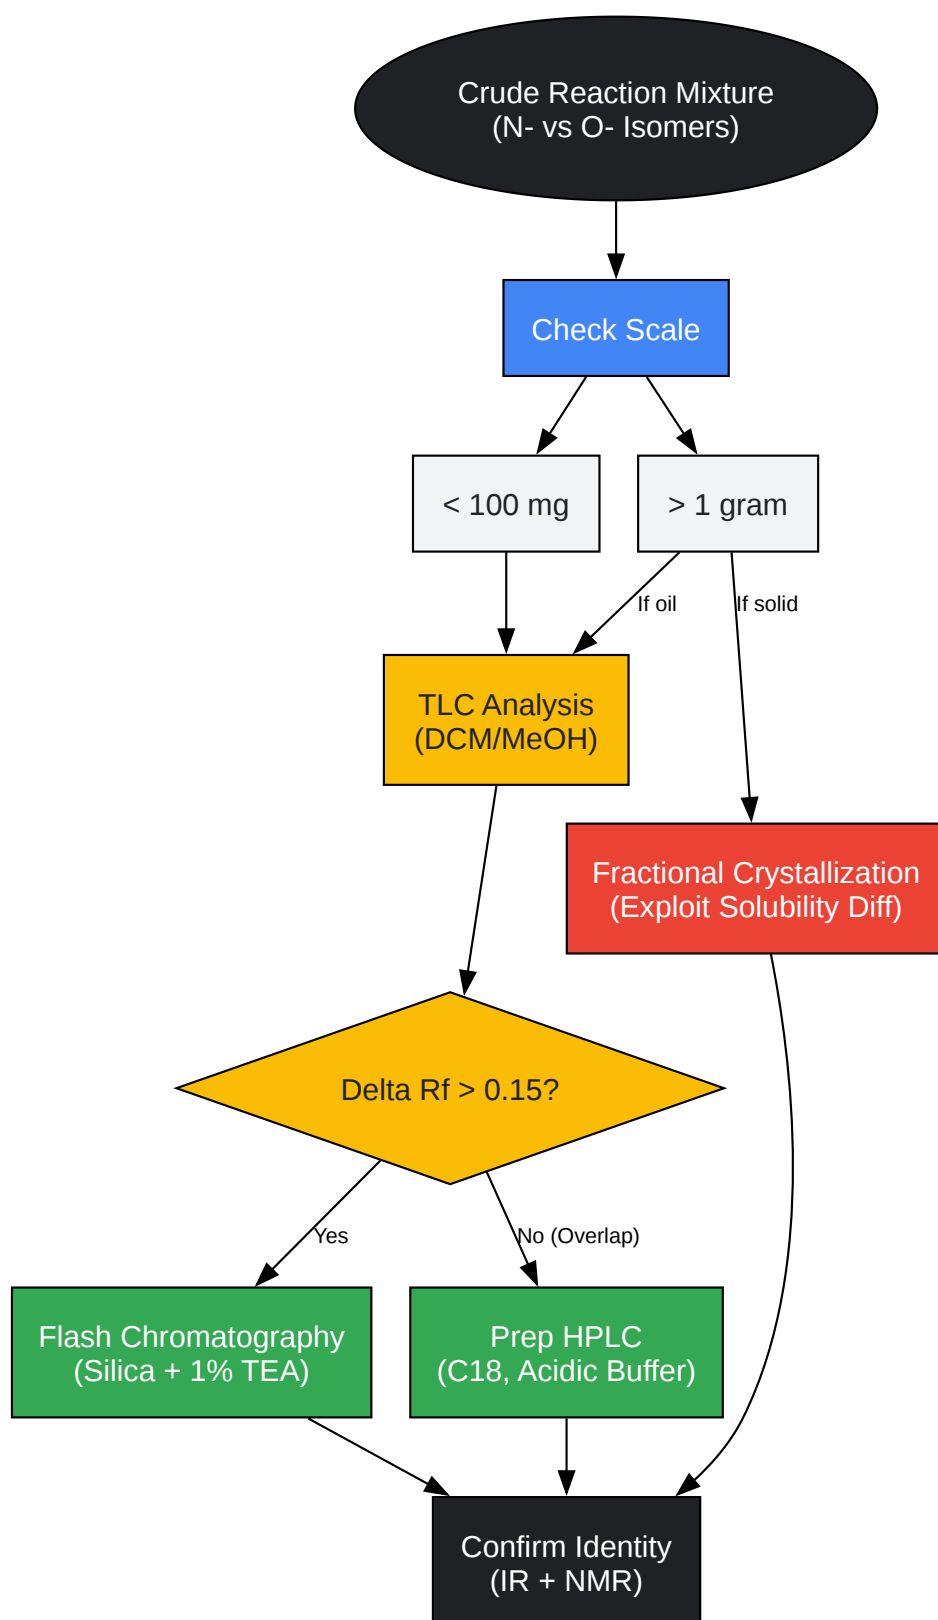 Crude Reaction Mixture
(N- vs O- Isomers)
Check Scale
< 100 mg
> 1 gram
If oil
If solid
TLC Analysis
(DCM/MeOH)
Fractional Crystallization
(Exploit Solubility Diff)
Delta Rf > 0.15?
Yes
No (Overlap)
Flash Chromatography
(Silica + 1% TEA)
Prep HPLC
(C18, Acidic Buffer)
Confirm Identity
(IR + NMR)